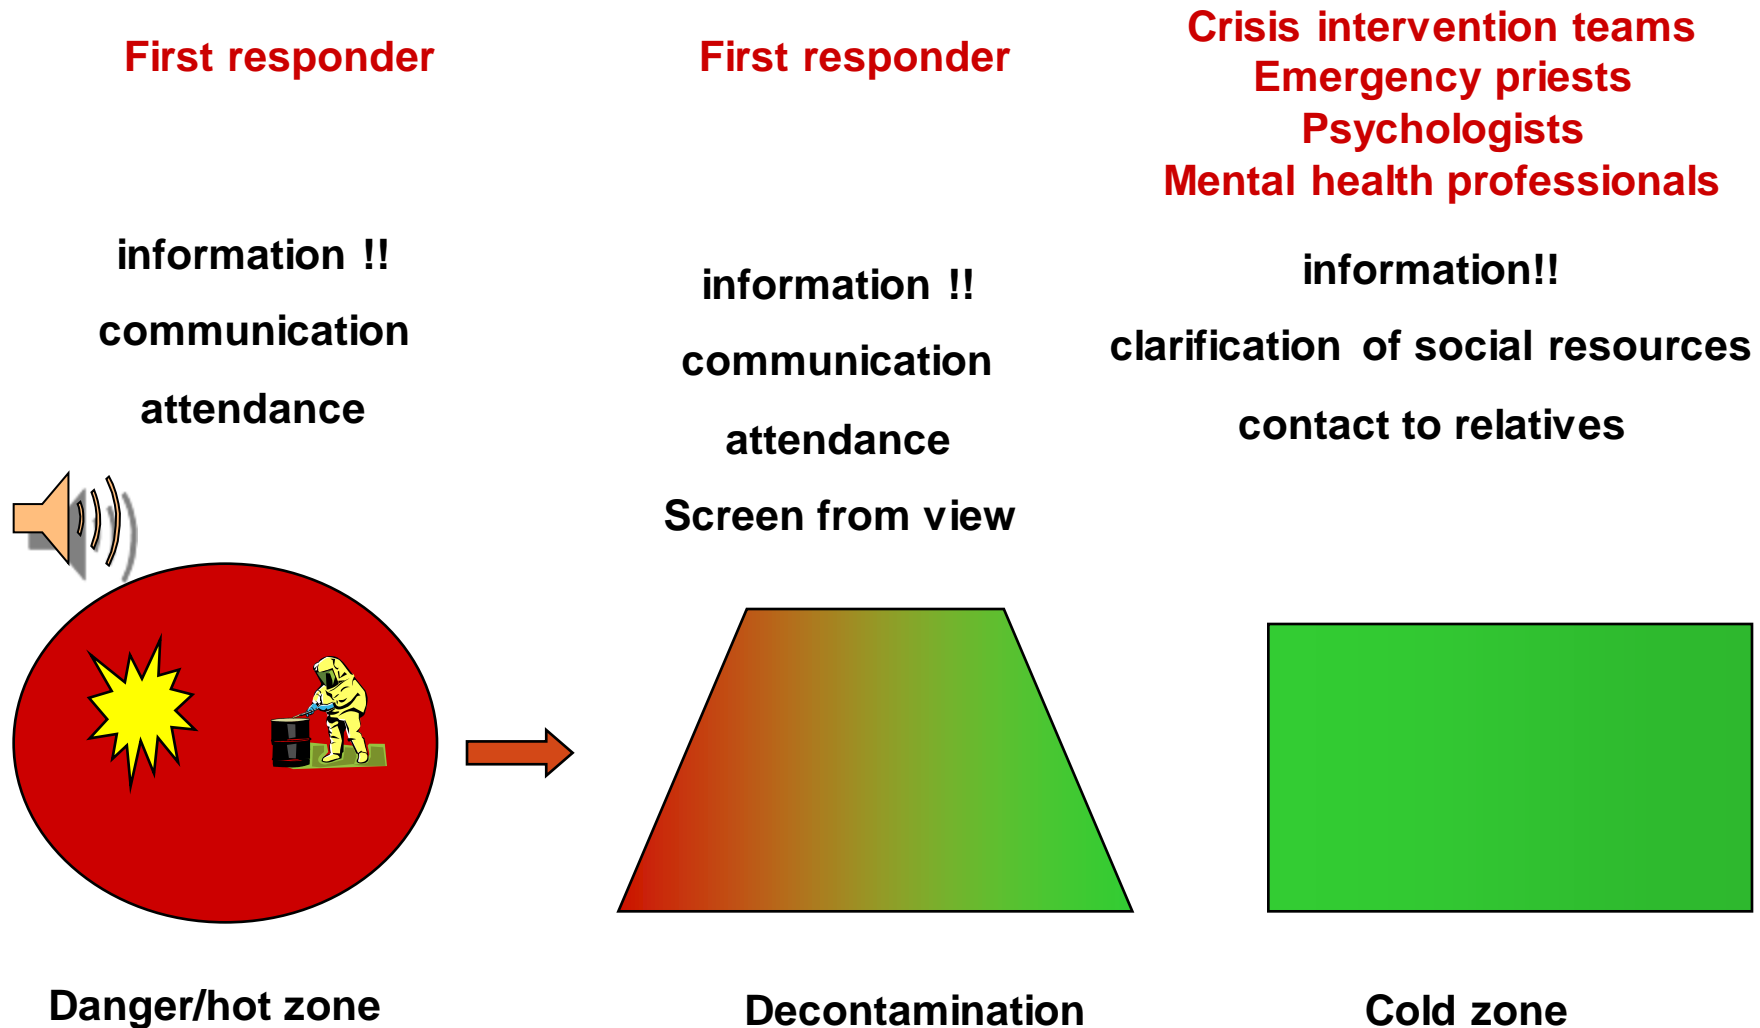 First responder
information !!
communication
attendance
Danger/hot zone
First responder
information !!
communication
attendance
Screen from view
Decontamination
Crisis intervention teams
Emergency priests
Psychologists
Mental health professionals
information!!
clarification of social resources
contact to relatives
Cold zone